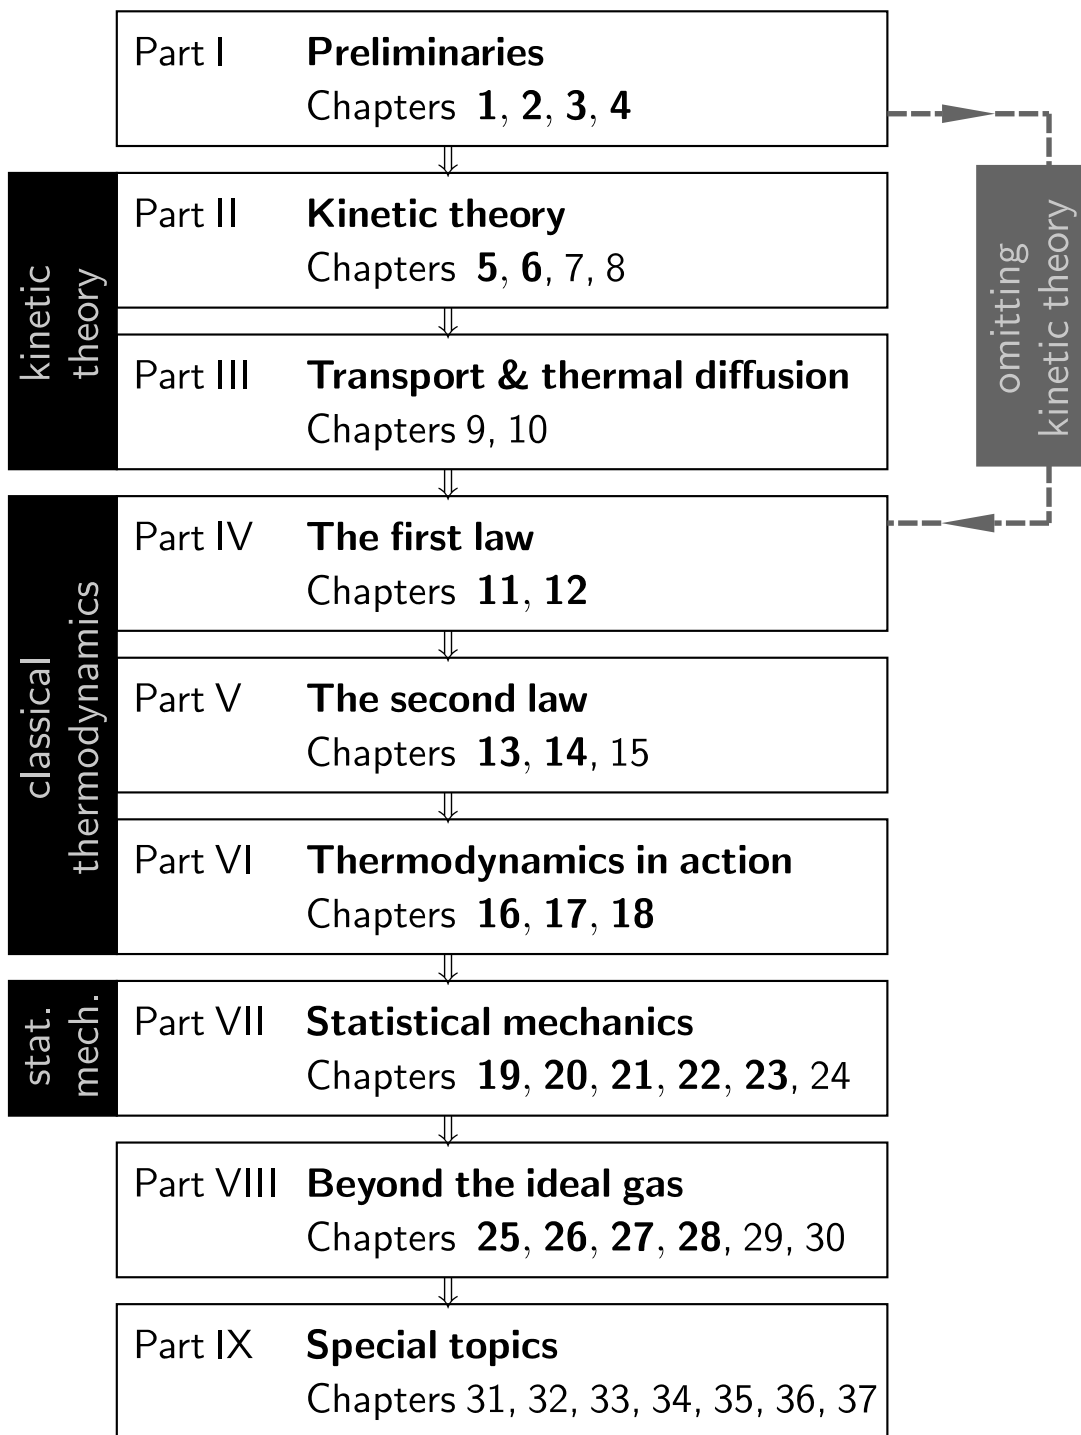 Part I Preliminaries
Chapters 1, 2, 3, 4
kinetic
theory
Part II Kinetic theory
Chapters 5, 6, 7, 8
Part III Transport & thermal diffusion
Chapters 9, 10
omitting
kinetic theory
classical
thermodynamics
Part IV The first law
Chapters 11, 12
Part V The second law
Chapters 13, 14, 15
Part VI Thermodynamics in action
Chapters 16, 17, 18
stat.
mech.
Part VII Statistical mechanics
Chapters 19, 20, 21, 22, 23, 24
Part VIII Beyond the ideal gas
Chapters 25, 26, 27, 28, 29, 30
Part IX Special topics
Chapters 31, 32, 33, 34, 35, 36, 37